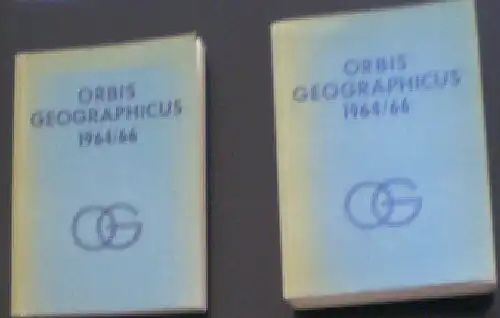 ORBIS
GEOGRAPHICUS
1964/66
OG
ORBIS
GEOGRAPHICUS
1964/66
OG